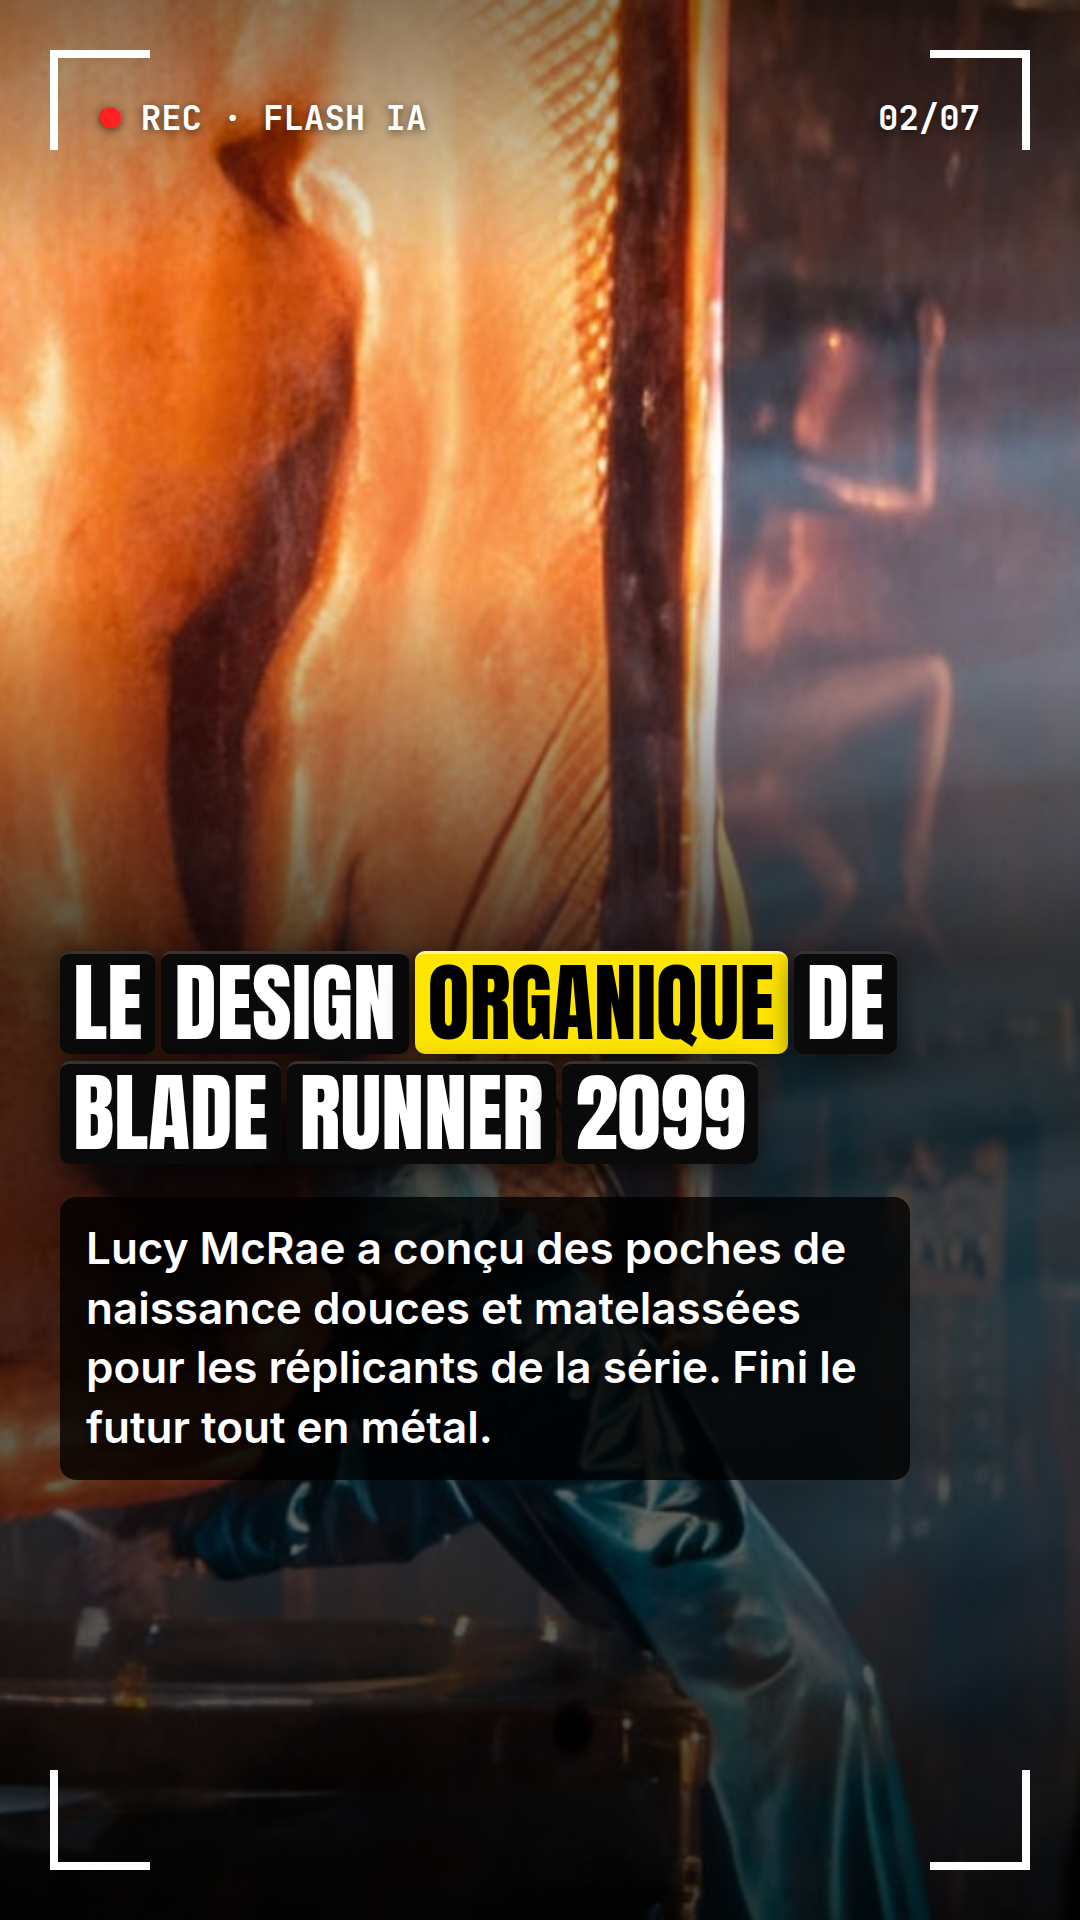 REC · FLASH IA
02/07
LE DESIGN ORGANIQUE DE
BLADE RUNNER 2099
Lucy McRae a conçu des poches de
naissance douces et matelassées
pour les réplicants de la série. Fini le
futur tout en métal.